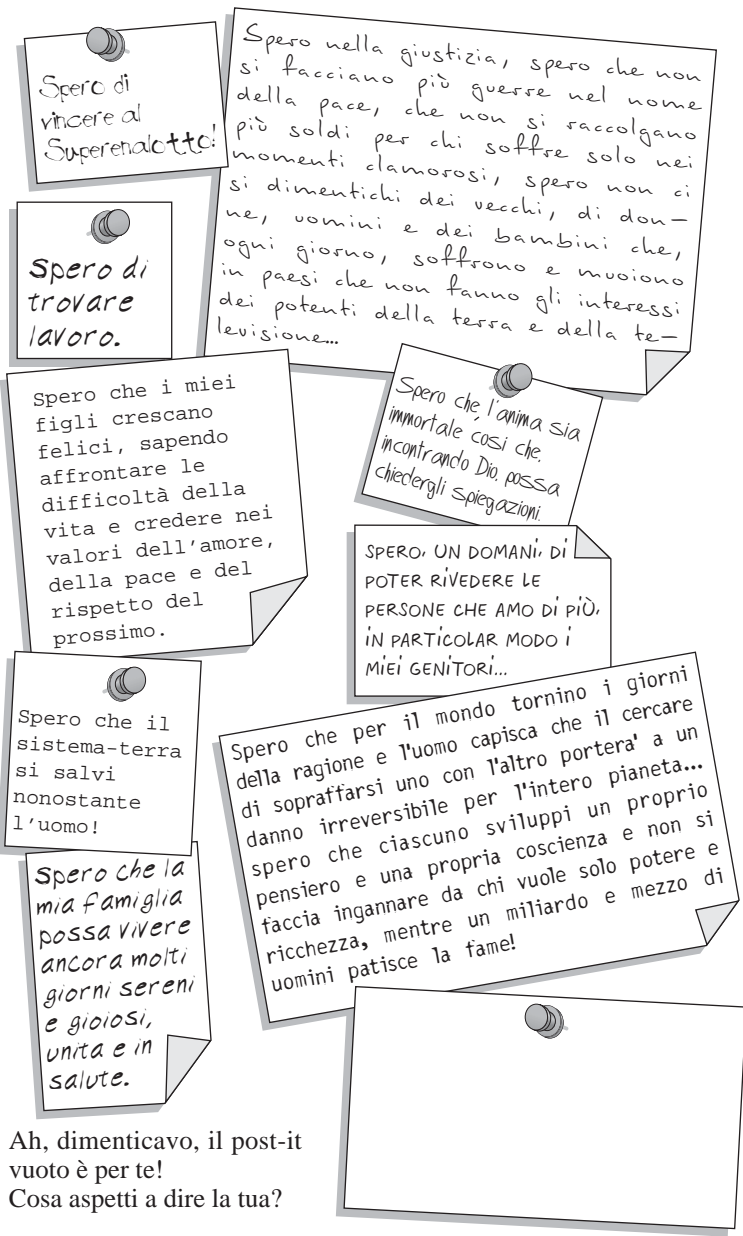 Spero di
vincere al
Superenalotto!
Spero nella giustizia, spero che non
si facciano più guerre nel nome
della pace, che non si raccolgano
più soldi per chi soffre solo nei
momenti clamorosi, spero non ci
si dimentichi dei vecchi, di don–
ne, uomini e dei bambini che,
ogni giorno, soffrono e muoiono
in paesi che non fanno gli interessi
dei potenti della terra e della te–
levisione...
Spero di
trovare
lavoro.
Spero che i miei
figli crescano
felici, sapendo
affrontare le
difficoltà della
vita e credere nei
valori dell'amore,
della pace e del
rispetto del
prossimo.
Spero che, l'anima sia
immortale così che,
incontrando Dio, possa
chiedergli spiegazioni.
SPERO, UN DOMANI, DI
POTER RIVEDERE LE
PERSONE CHE AMO DI PIÙ,
IN PARTICOLAR MODO I
MIEI GENITORI...
Spero che il
sistema-terra
si salvi
nonostante
l'uomo!
Spero che per il mondo tornino i giorni
della ragione e l'uomo capisca che il cercare
di sopraffarsi uno con l'altro portera' a un
danno irreversibile per l'intero pianeta...
spero che ciascuno sviluppi un proprio
pensiero e una propria coscienza e non si
faccia ingannare da chi vuole solo potere e
ricchezza, mentre un miliardo e mezzo di
uomini patisce la fame!
Spero che la
mia famiglia
possa vivere
ancora molti
giorni sereni
e gioiosi,
unita e in
salute.
Ah, dimenticavo, il post-it
vuoto è per te!
Cosa aspetti a dire la tua?